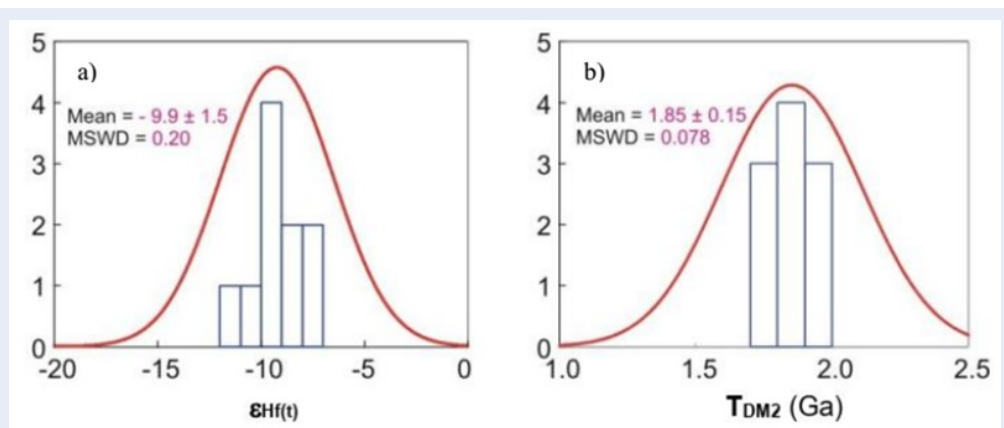 a)
Mean = - 9.9 ± 1.5
MSWD = 0.20
5
4
3
2
1
0
-20 -15 -10 -5 0
εHf(t)
b)
Mean = 1.85 ± 0.15
MSWD = 0.078
5
4
3
2
1
0
1.0 1.5 2.0 2.5
TDM2 (Ga)